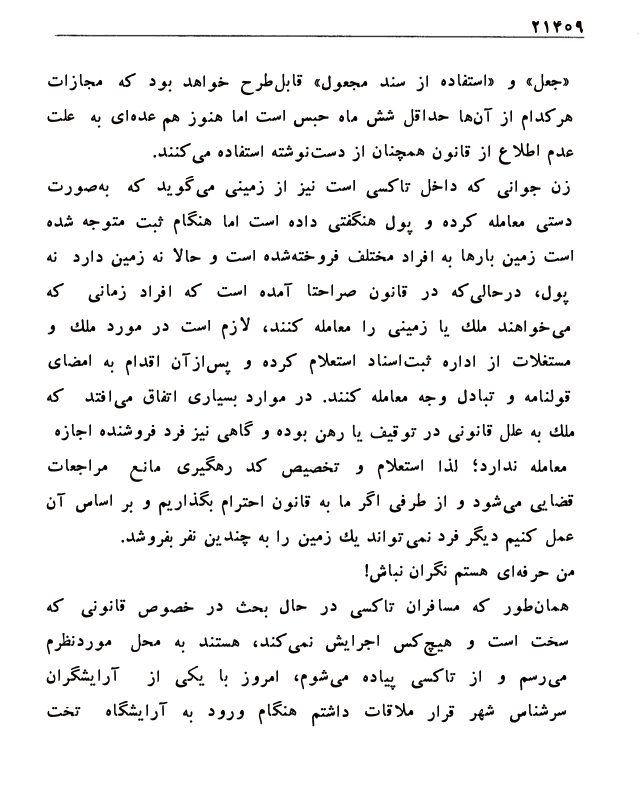 ۲۱۴۰۹
«جعل» و «استفاده از سند مجعول» قابل‌طرح خواهد بود که مجازات
هرکدام از آن‌ها حداقل شش ماه حبس است اما هنوز هم عده‌ای به علت
عدم اطلاع از قانون همچنان از دست‌نوشته استفاده می‌کنند.
زن جوانی که داخل تاکسی است نیز از زمینی می‌گوید که به‌صورت
دستی معامله کرده و پول هنگفتی داده است اما هنگام ثبت متوجه شده
است زمین بارها به افراد مختلف فروخته‌شده است و حالا نه زمین دارد نه
پول، درحالی‌که در قانون صراحتا آمده است که افراد زمانی که
می‌خواهند ملك یا زمینی را معامله کنند، لازم است در مورد ملك و
مستغلات از اداره ثبت‌اسناد استعلام کرده و پس‌ازآن اقدام به امضای
قولنامه و تبادل وجه معامله کنند. در موارد بسیاری اتفاق می‌افتد که
ملك به علل قانونی در توقیف یا رهن بوده و گاهی نیز فرد فروشنده اجازه
معامله ندارد؛ لذا استعلام و تخصیص کد رهگیری مانع مراجعات
قضایی می‌شود و از طرفی اگر ما به قانون احترام بگذاریم و بر اساس آن
عمل کنیم دیگر فرد نمی‌تواند یك زمین را به چندین نفر بفروشد.
من حرفه‌ای هستم نگران نباش!
همان‌طور که مسافران تاکسی در حال بحث در خصوص قانونی که
سخت است و هیچ‌کس اجرایش نمی‌کند، هستند به محل موردنظرم
می‌رسم و از تاکسی پیاده می‌شوم، امروز با یکی از آرایشگران
سرشناس شهر قرار ملاقات داشتم هنگام ورود به آرایشگاه تخت